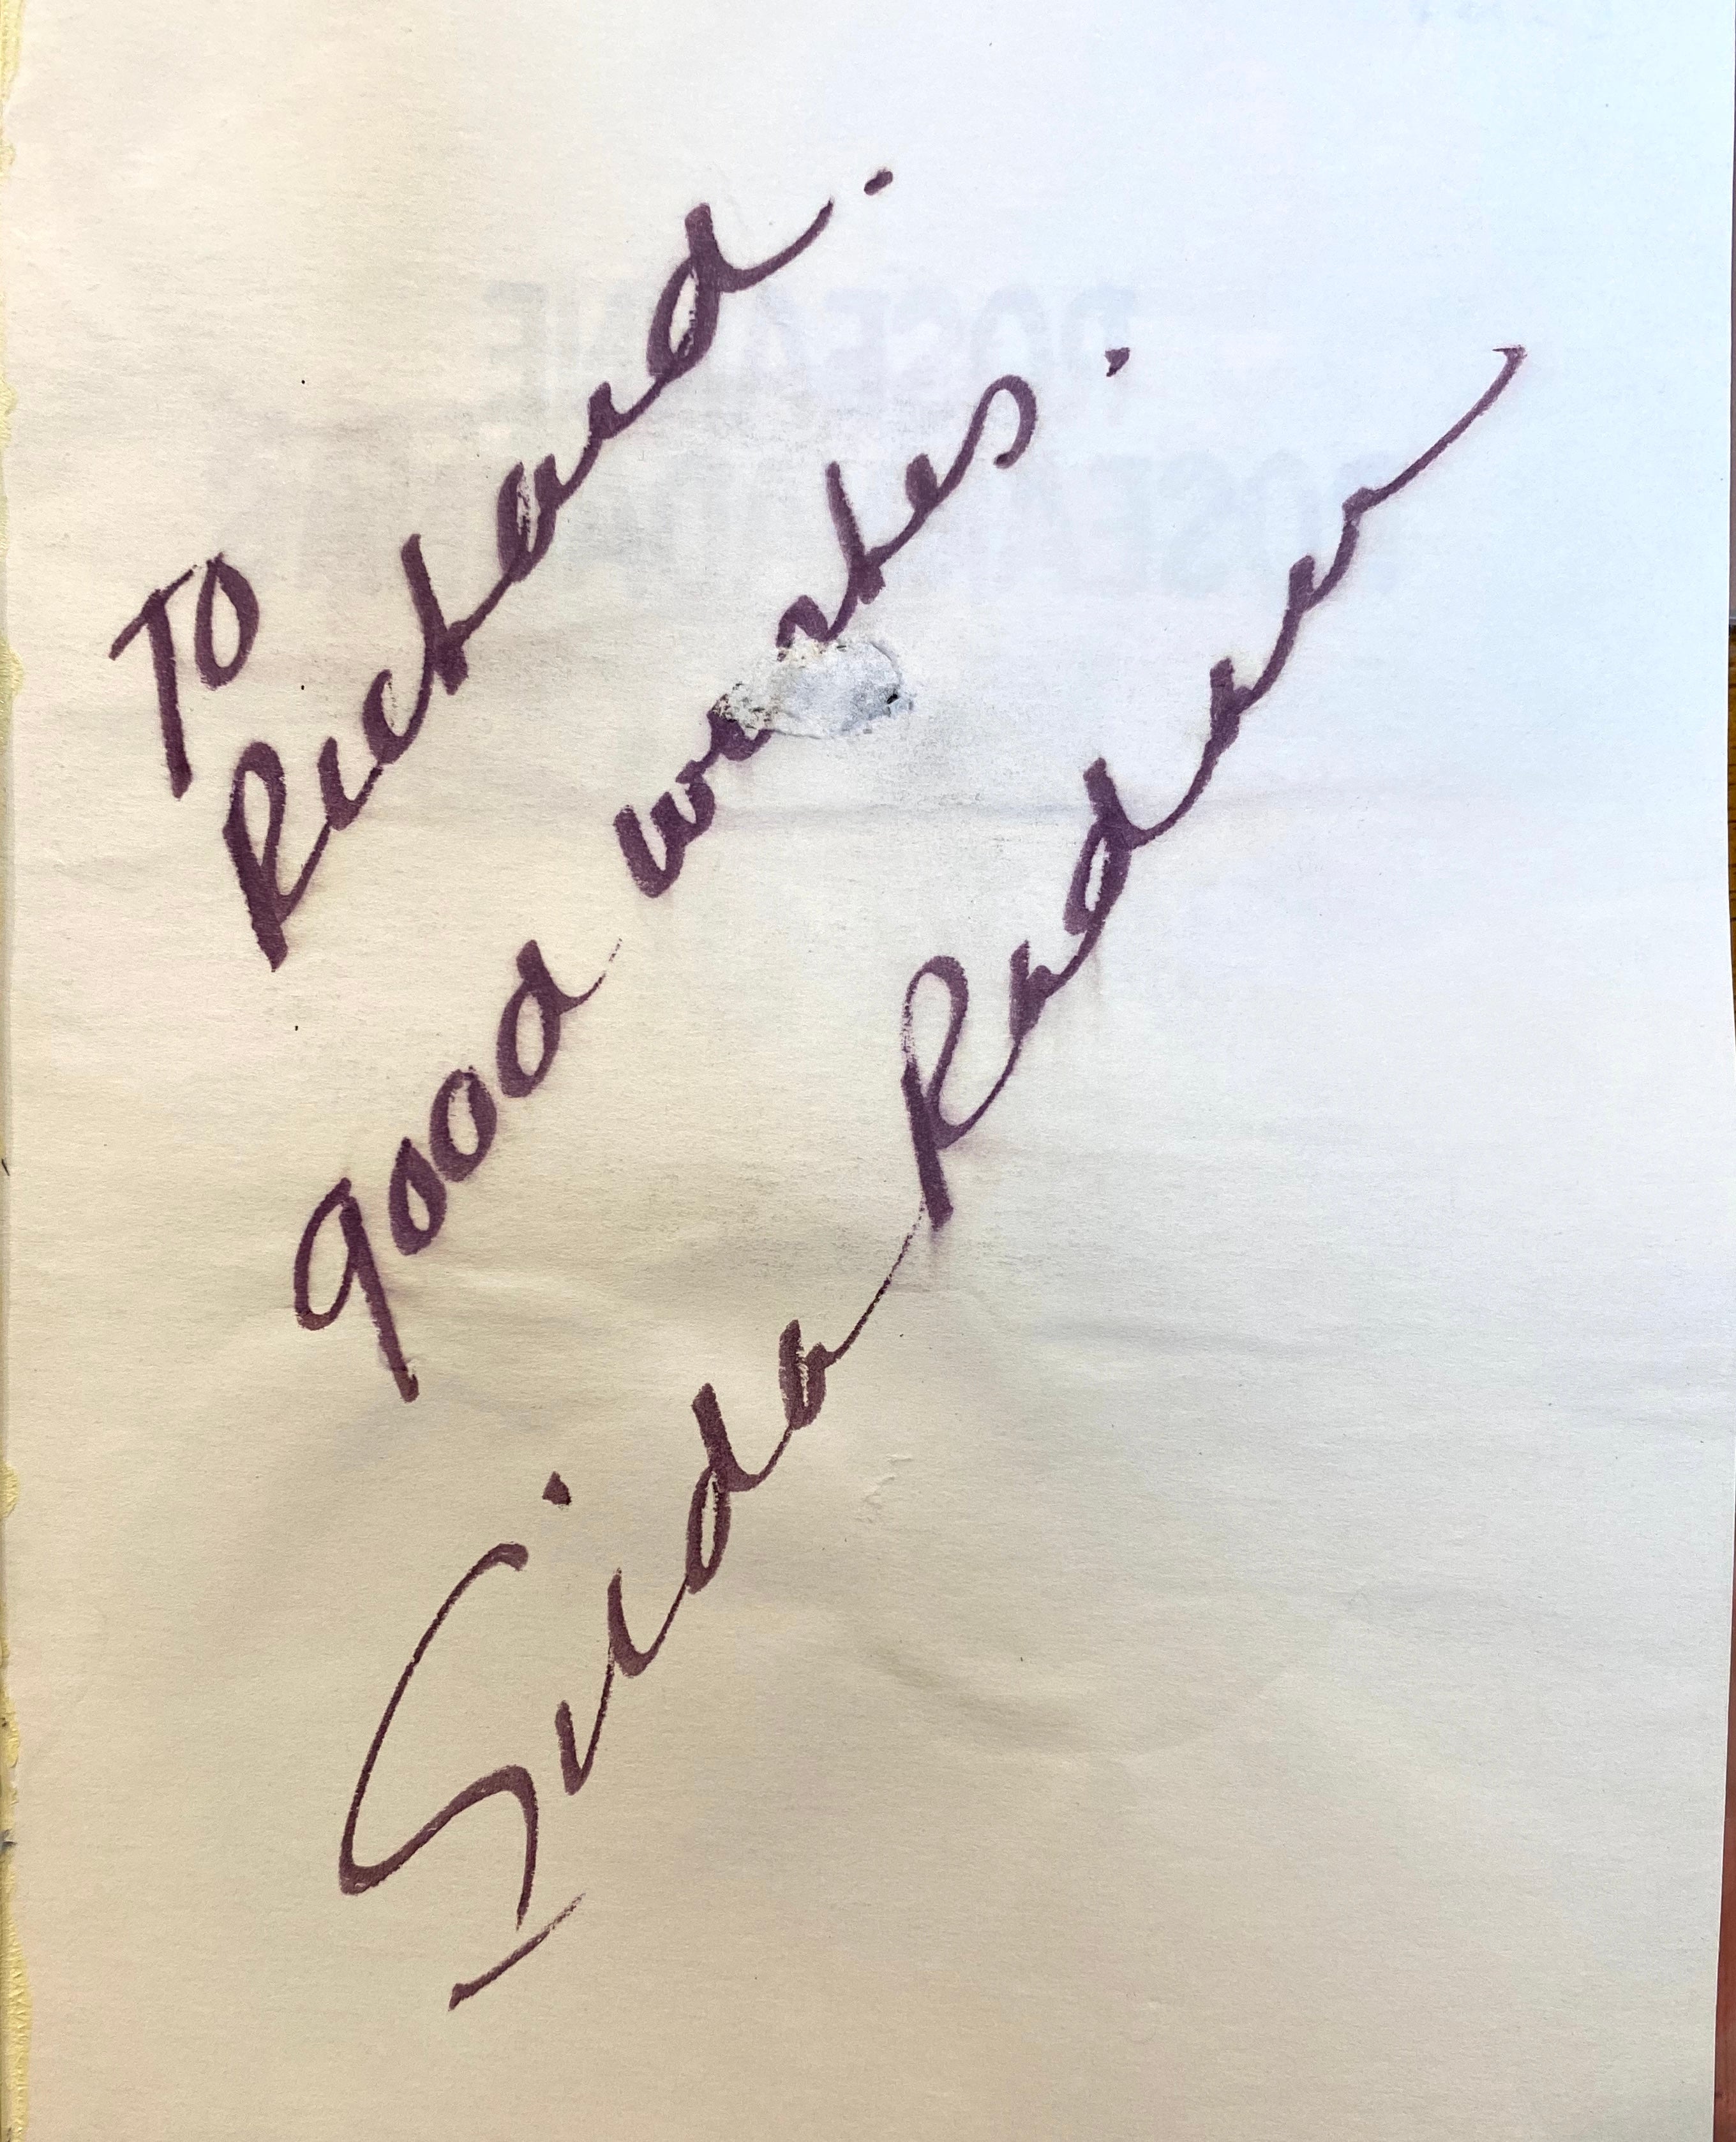 To
Richard.
good wishes.
Gilda Radner